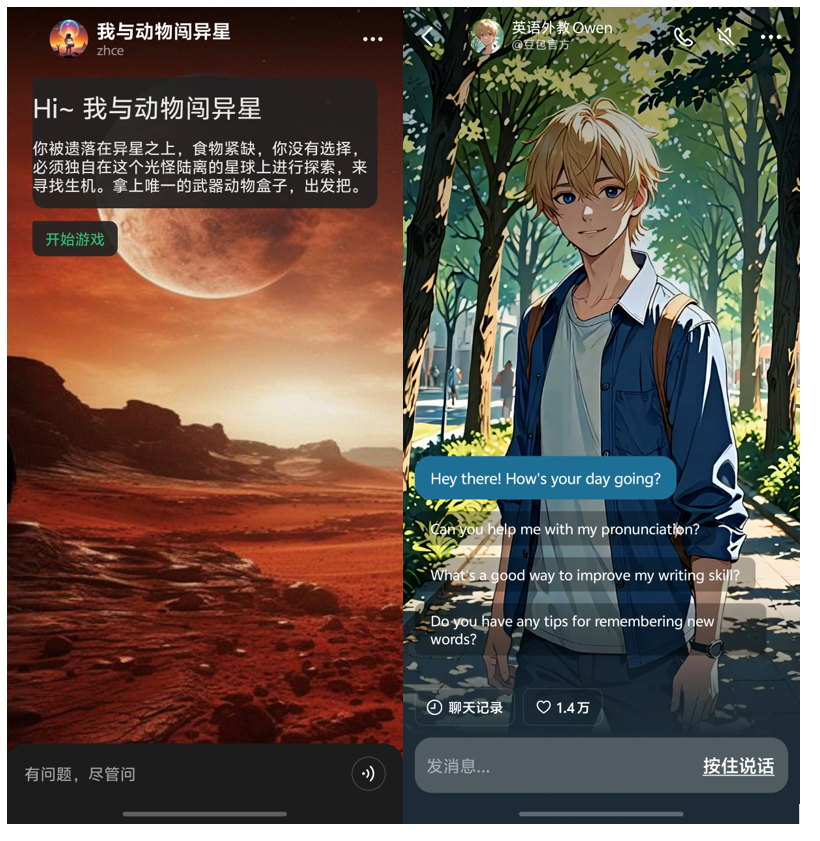 我与动物闯异星
zhce
Hi~ 我与动物闯异星
你被遗落在异星之上，食物紧缺，你没有选择，
必须独自在这个光怪陆离的星球上进行探索，来
寻找生机。拿上唯一的武器动物盒子，出发把。
开始游戏
有问题，尽管问
英语外教Owen
@豆包官方
Hey there! How's your day going?
Can you help me with my pronunciation?
What's a good way to improve my writing skill?
Do you have any tips for remembering new
words?
聊天记录
1.4万
发消息...
按住说话